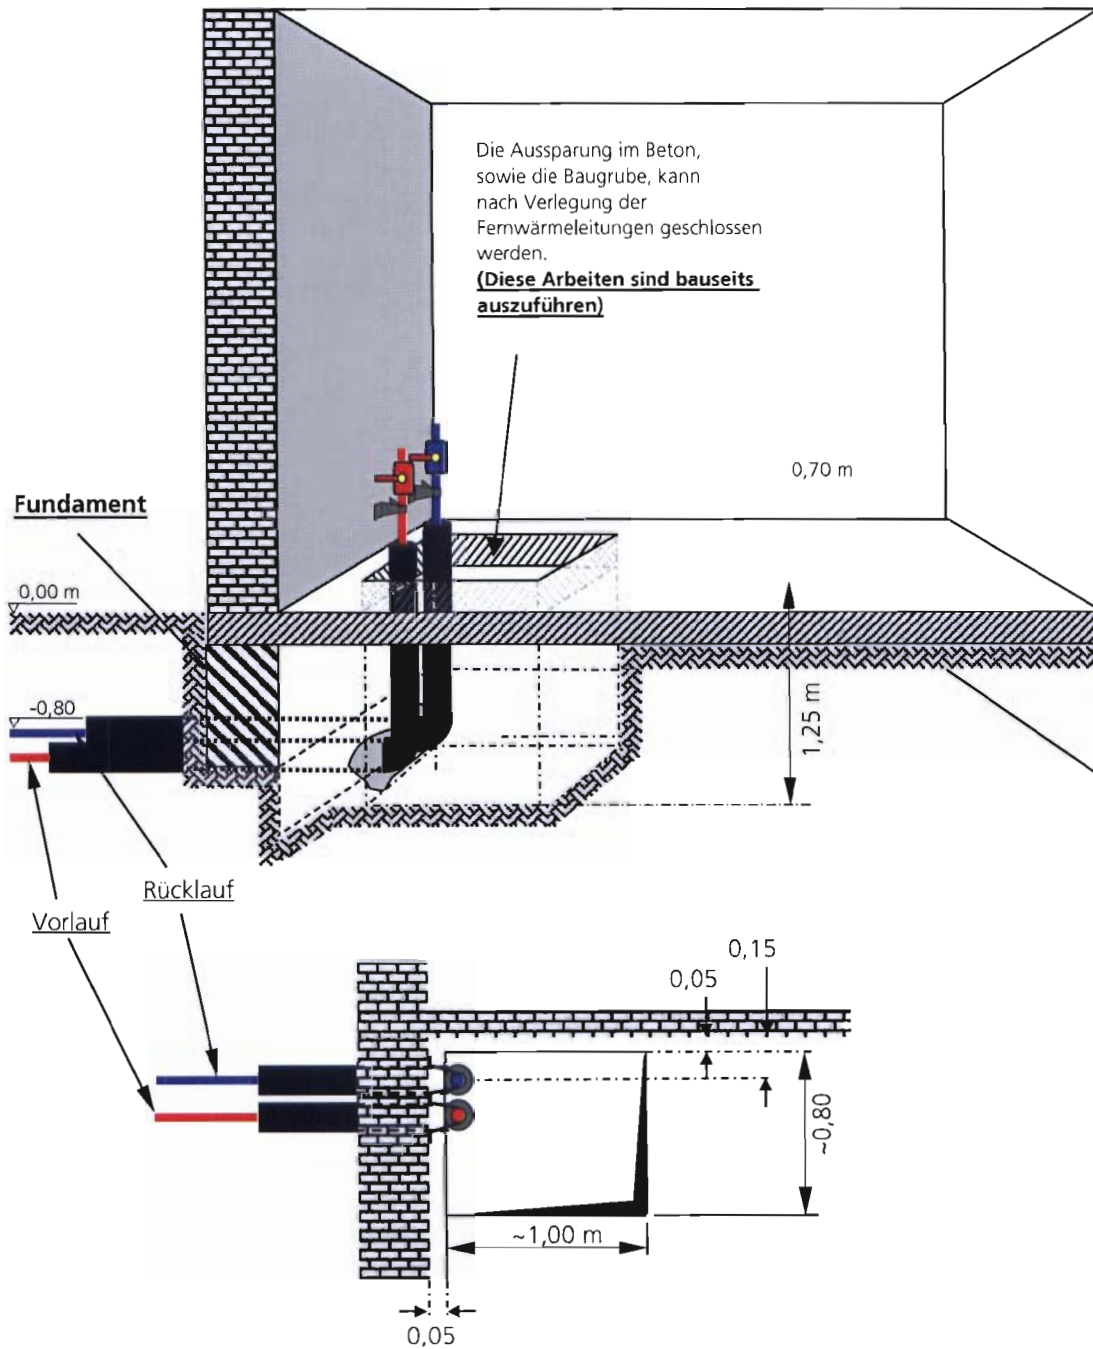 Die Aussparung im Beton,
sowie die Baugrube, kann
nach Verlegung der
Fernwärmeleitungen geschlossen
werden.
(Diese Arbeiten sind bauseits
auszuführen)
0,70 m
Fundament
0,00 m
-0,80
1,25 m
Rücklauf
Vorlauf
0,15
0,05
~0,80
~1,00 m
0,05